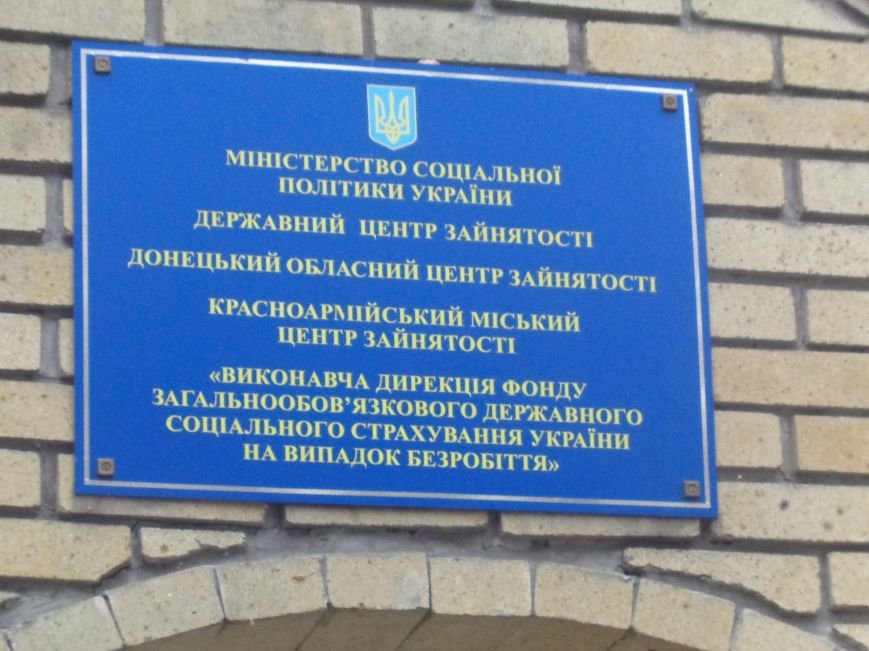 МІНІСТЕРСТВО СОЦІАЛЬНОЇ
ПОЛІТИКИ УКРАЇНИ
ДЕРЖАВНИЙ ЦЕНТР ЗАЙНЯТОСТІ
ДОНЕЦЬКИЙ ОБЛАСНИЙ ЦЕНТР ЗАЙНЯТОСТІ
КРАСНОАРМІЙСЬКИЙ МІСЬКИЙ
ЦЕНТР ЗАЙНЯТОСТІ
«ВИКОНАВЧА ДИРЕКЦІЯ ФОНДУ
ЗАГАЛЬНООБОВ’ЯЗКОВОГО ДЕРЖАВНОГО
СОЦІАЛЬНОГО СТРАХУВАННЯ УКРАЇНИ
НА ВИПАДОК БЕЗРОБІТТЯ»